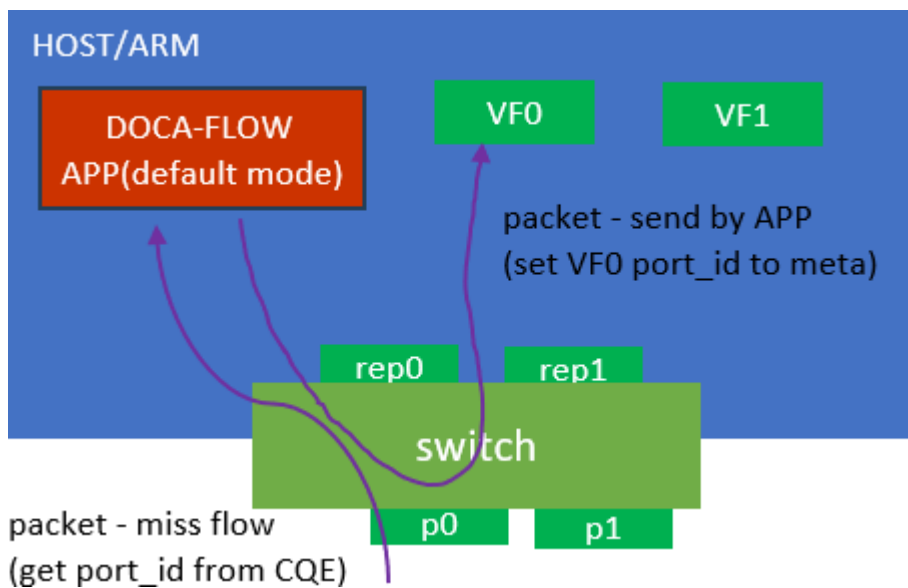 HOST/ARM
DOCA-FLOW
APP(default mode)
VF0
VF1
packet - send by APP
(set VF0 port_id to meta)
rep0
rep1
switch
p0
p1
packet - miss flow
(get port_id from CQE)